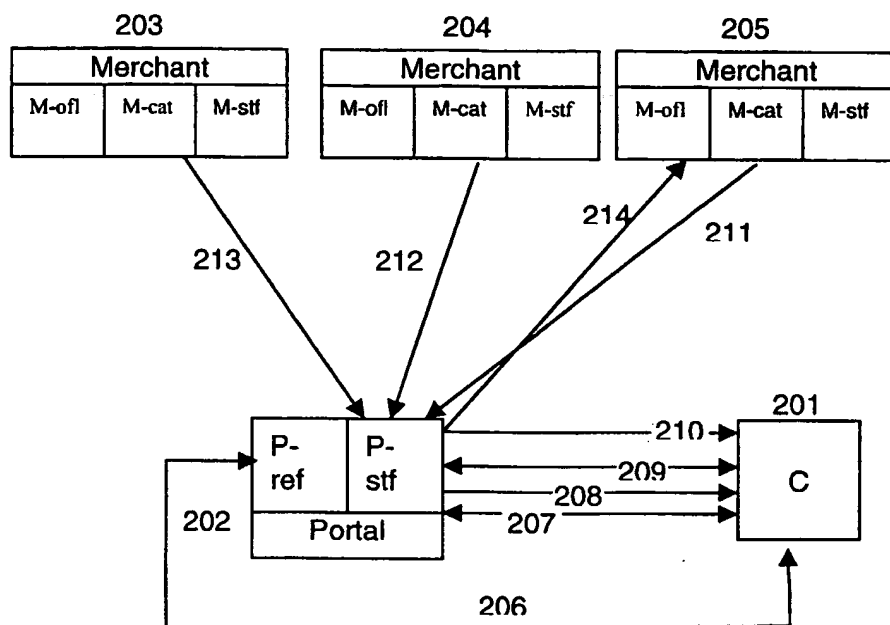 203 204 205
Merchant Merchant Merchant
M-ofl M-cat M-stf M-ofl M-cat M-stf M-ofl M-cat M-stf
213 212 214 211
201
P-ref P-stf 210
209 C
208
202 Portal 207
206